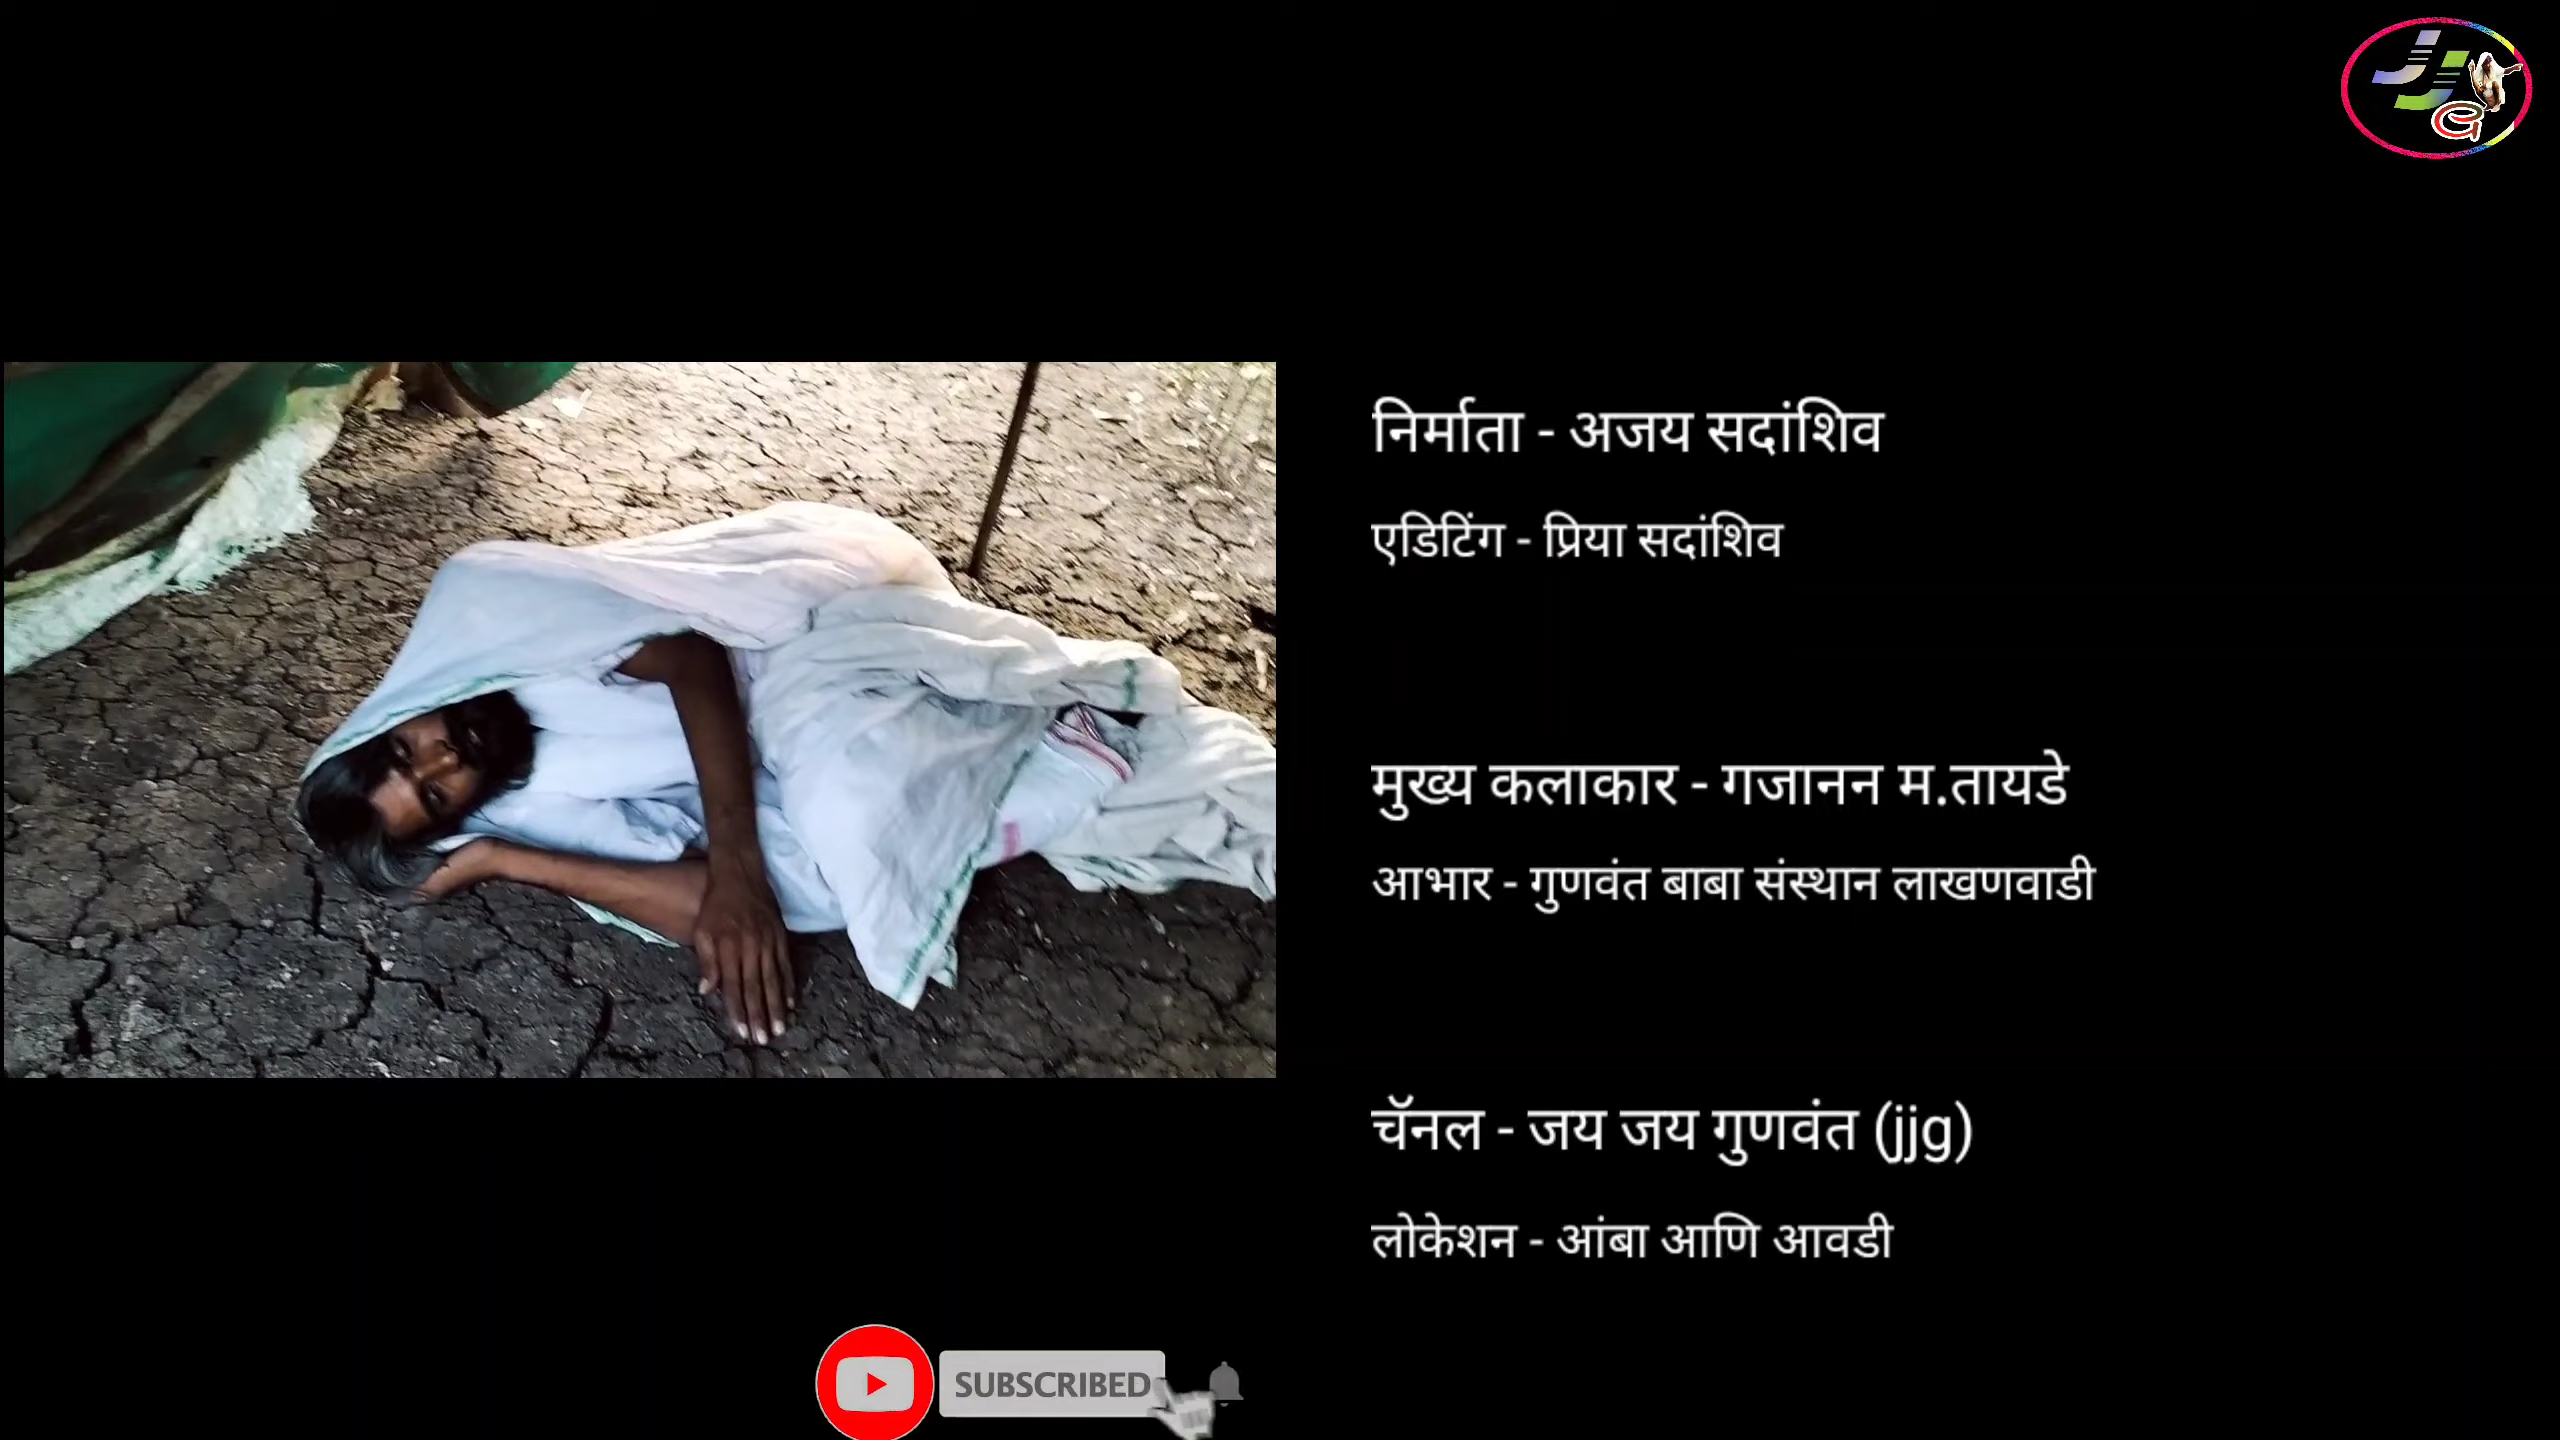 निर्माता - अजय सदांशिव
एडिटिंग - प्रिया सदांशिव
मुख्य कलाकार - गजानन म.तायडे
आभार - गुणवंत बाबा संस्थान लाखणवाडी
चॅनल - जय जय गुणवंत (jjg)
लोकेशन - आंबा आणि आवडी
SUBSCRIBED
JJG